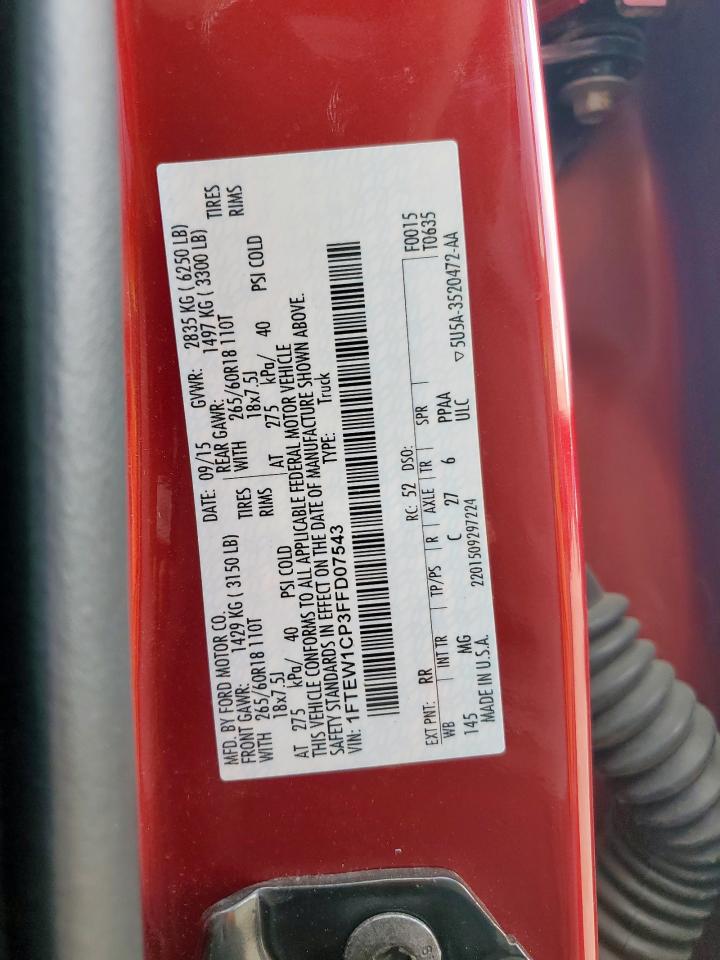 MFD. BY FORD MOTOR CO.
DATE: 09/15 GVWR: 2835 KG ( 6250 LB)
FRONT GAWR: 1429 KG ( 3150 LB) REAR GAWR: 1497 KG ( 3300 LB)
WITH 265/60R18 110T TIRES WITH 265/60R18 110T TIRES
18x7.5J RIMS 18x7.5J RIMS
AT 275 kPa/ 40 PSI COLD AT 275 kPa/ 40 PSI COLD
THIS VEHICLE CONFORMS TO ALL APPLICABLE FEDERAL MOTOR VEHICLE
SAFETY STANDARDS IN EFFECT ON THE DATE OF MANUFACTURE SHOWN ABOVE.
VIN: 1FTEW1CP3FFD07543 TYPE: Truck
EXT PNT: RR RC: 52 DSO: F0015
WB INT TR TP/PS R AXLE TR SPR T0635
145 MG C 27 6 PPAA
MADE IN U.S.A. 2201509297224 ULC ▽5U5A-3520472-AA